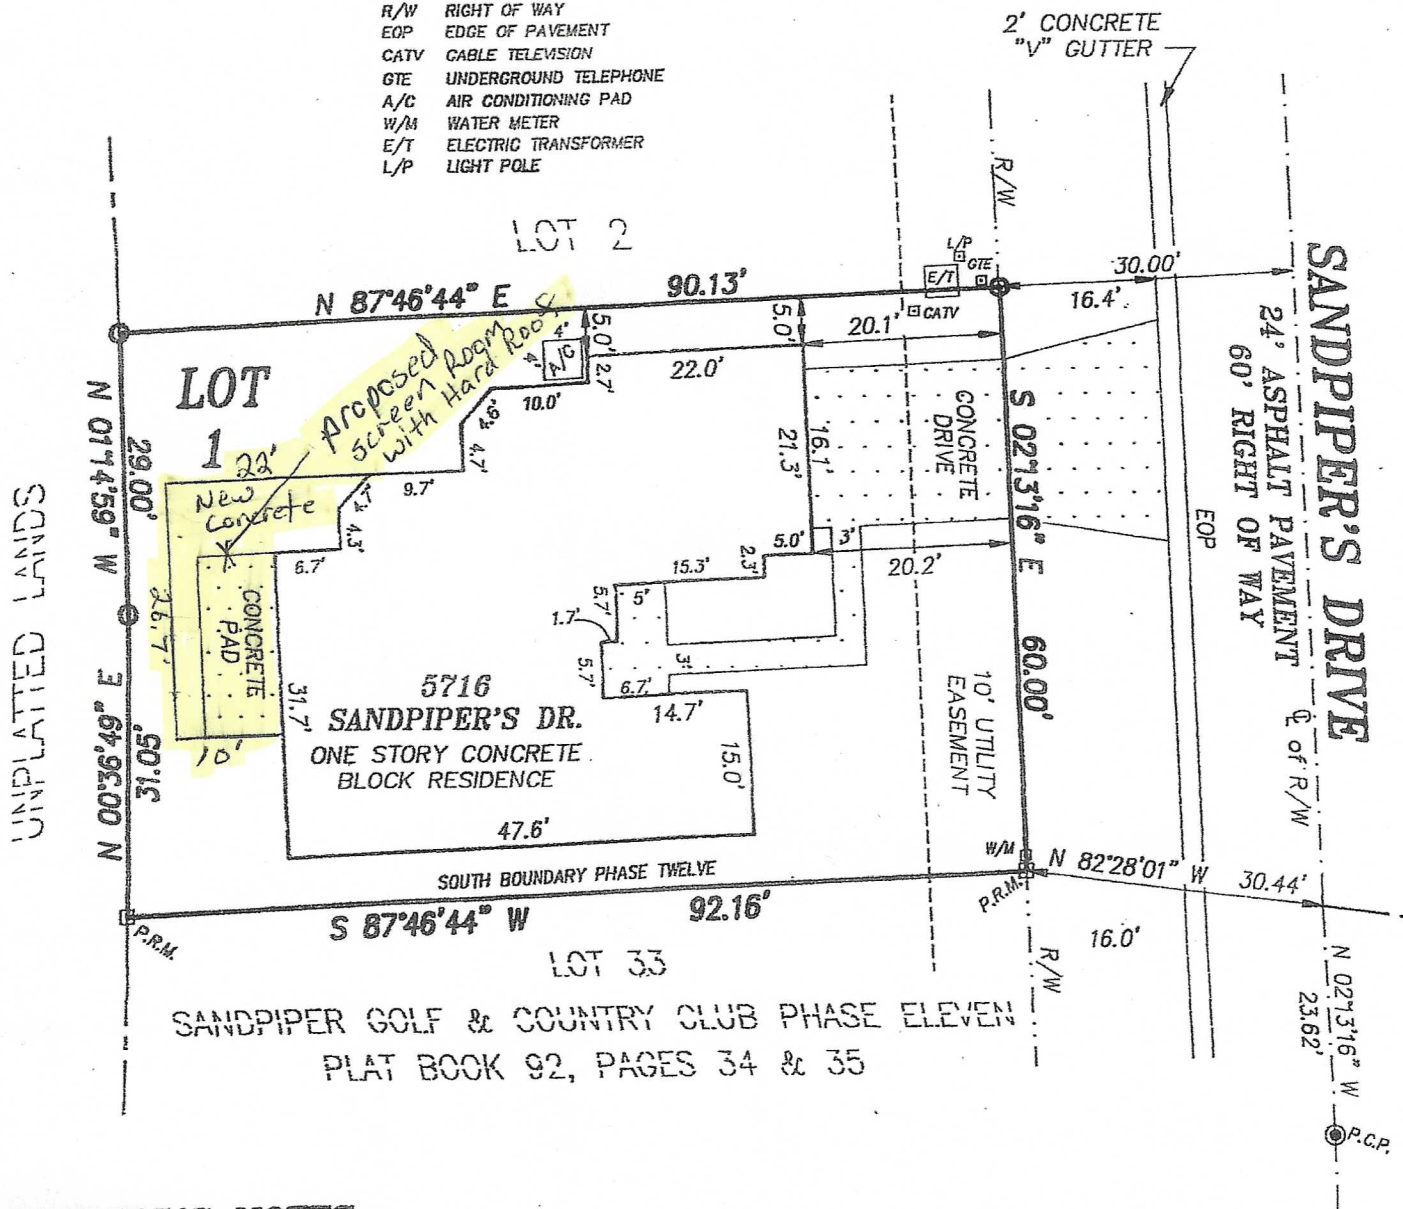 R/W RIGHT OF WAY
EOP EDGE OF PAVEMENT
CATV CABLE TELEVISION
GTE UNDERGROUND TELEPHONE
A/C AIR CONDITIONING PAD
W/M WATER METER
E/T ELECTRIC TRANSFORMER
L/P LIGHT POLE
2' CONCRETE
"V" GUTTER
R/W
LOT 2
L/P
GTE
E/T
CATV
30.00'
16.4'
N 87°46'44" E
90.13'
5.0'
5.0'
20.1'
4'
4'
A/C
2.7'
22.0'
10.0'
4.6'
4.7'
9.7'
4.3'
6.7'
LOT
1
Proposed
Screen Room
with Hard Roof
22'
New
Concrete
26.7'
10'
CONCRETE
PAD
31.7'
N 01°14'59" W
29.00'
N 00°36'49" E
31.05'
UNPLATTED LANDS
16.1'
21.3'
CONCRETE
DRIVE
S 02°13'16" E
60.00'
5.0'
3'
20.2'
2.3'
15.3'
5.7'
5'
1.7'
5.7'
6.7'
3'
14.7'
15.0'
47.6'
5716
SANDPIPER'S DR.
ONE STORY CONCRETE
BLOCK RESIDENCE
10' UTILITY
EASEMENT
EOP
SANDPIPER'S DRIVE
24' ASPHALT PAVEMENT
60' RIGHT OF WAY
℄ of R/W
W/M
P.R.M.
N 82°28'01" W
30.44'
16.0'
SOUTH BOUNDARY PHASE TWELVE
S 87°46'44" W
92.16'
P.R.M.
R/W
N 02°13'16" W
23.62'
P.C.P.
LOT 33
SANDPIPER GOLF & COUNTRY CLUB PHASE ELEVEN
PLAT BOOK 92, PAGES 34 & 35